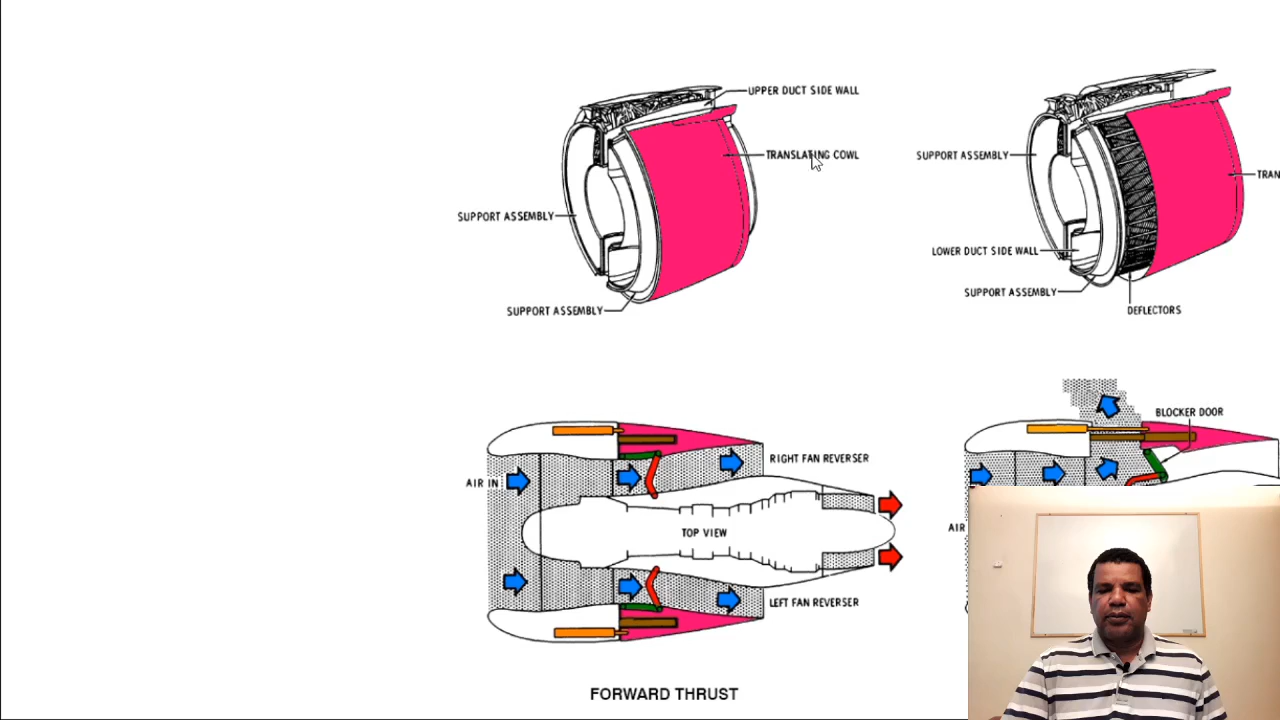 UPPER DUCT SIDE WALL
TRANSLATING COWL
SUPPORT ASSEMBLY
SUPPORT ASSEMBLY
SUPPORT ASSEMBLY
LOWER DUCT SIDE WALL
SUPPORT ASSEMBLY
DEFLECTORS
RIGHT FAN REVERSER
AIR IN
TOP VIEW
LEFT FAN REVERSER
FORWARD THRUST
BLOCKER DOOR
AIR